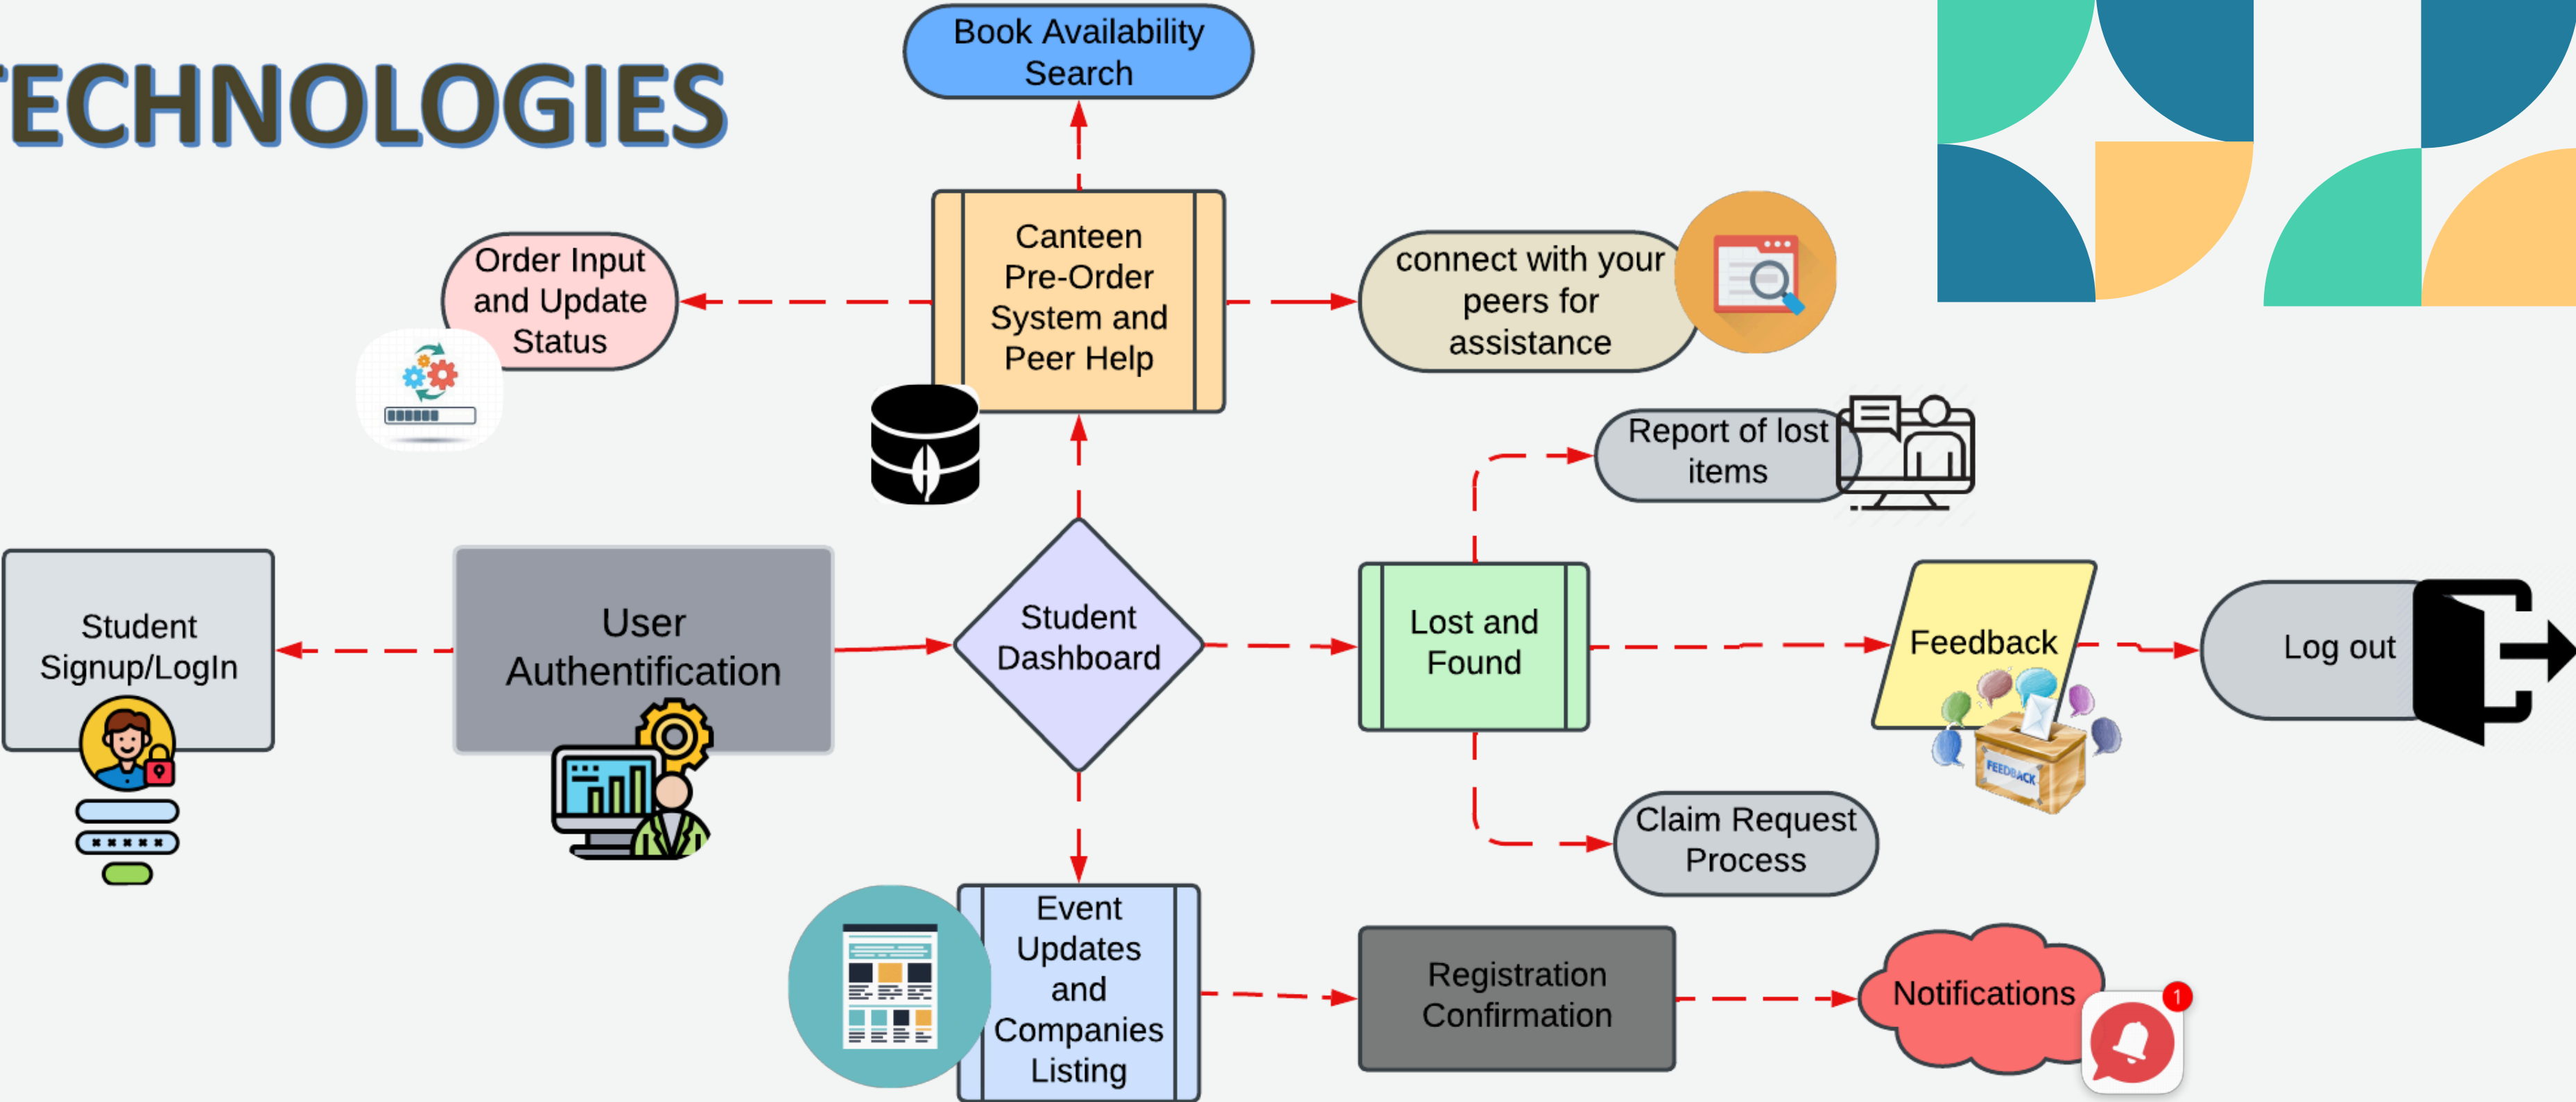 TECHNOLOGIES
Book Availability
Search
Canteen
Pre-Order
System and
Peer Help
Order Input
and Update
Status
connect with your
peers for
assistance
Report of lost
items
Student
Signup/LogIn
User
Authentification
Student
Dashboard
Lost and
Found
Feedback
FEEDBACK
Log out
Claim Request
Process
Event
Updates
and
Companies
Listing
Registration
Confirmation
Notifications
1